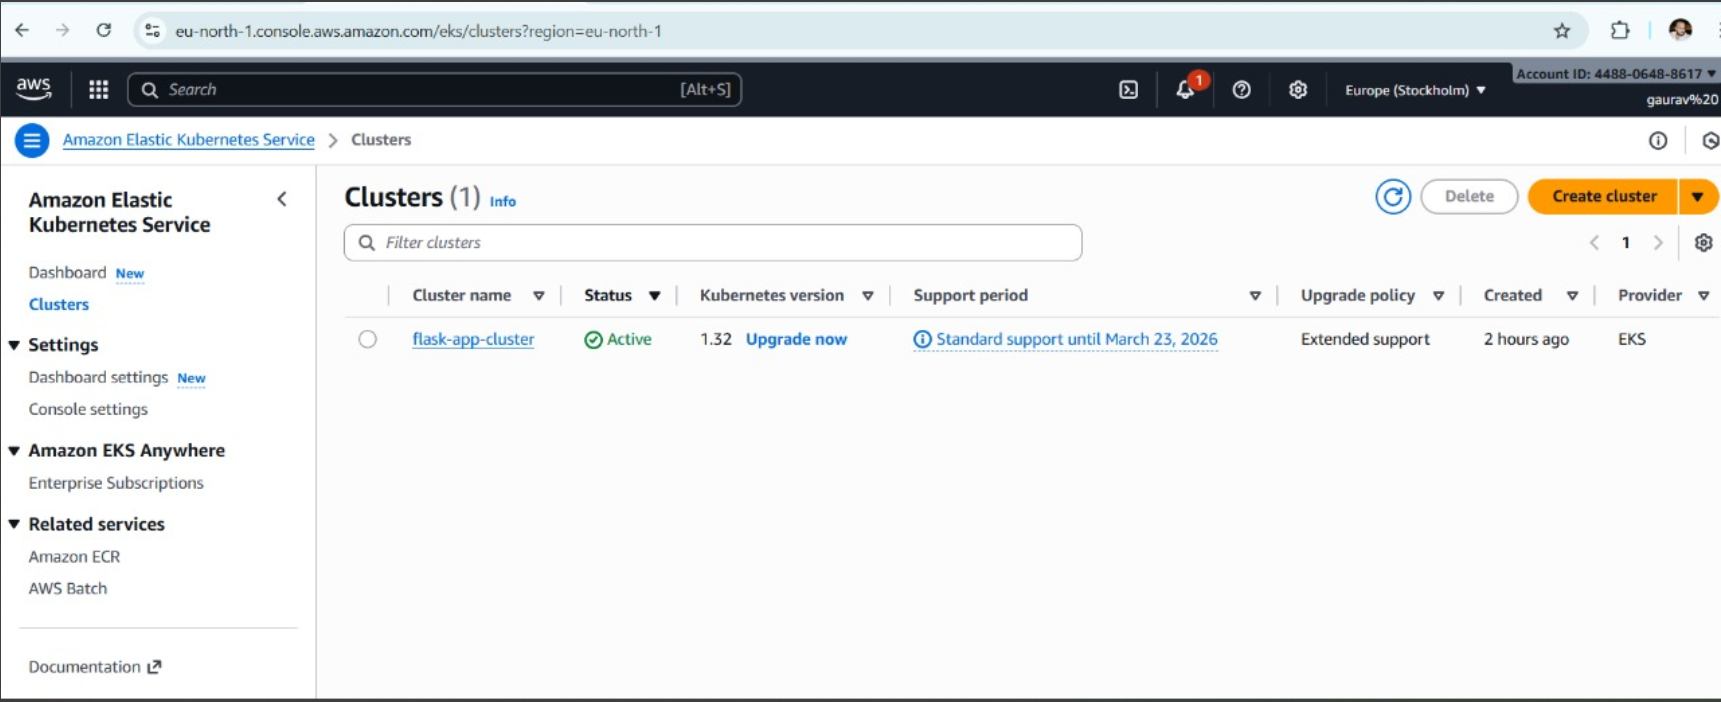 eu-north-1.console.aws.amazon.com/eks/clusters?region=eu-north-1
aws
Search [Alt+S]
1
Europe (Stockholm)
Account ID: 4488-0648-8617
gaurav%20
Amazon Elastic Kubernetes Service > Clusters
Amazon Elastic
Kubernetes Service
Dashboard New
Clusters
Settings
Dashboard settings New
Console settings
Amazon EKS Anywhere
Enterprise Subscriptions
Related services
Amazon ECR
AWS Batch
Documentation
Clusters (1) Info
Delete
Create cluster
Filter clusters
1
Cluster name Status Kubernetes version Support period Upgrade policy Created Provider
flask-app-cluster Active 1.32 Upgrade now Standard support until March 23, 2026 Extended support 2 hours ago EKS